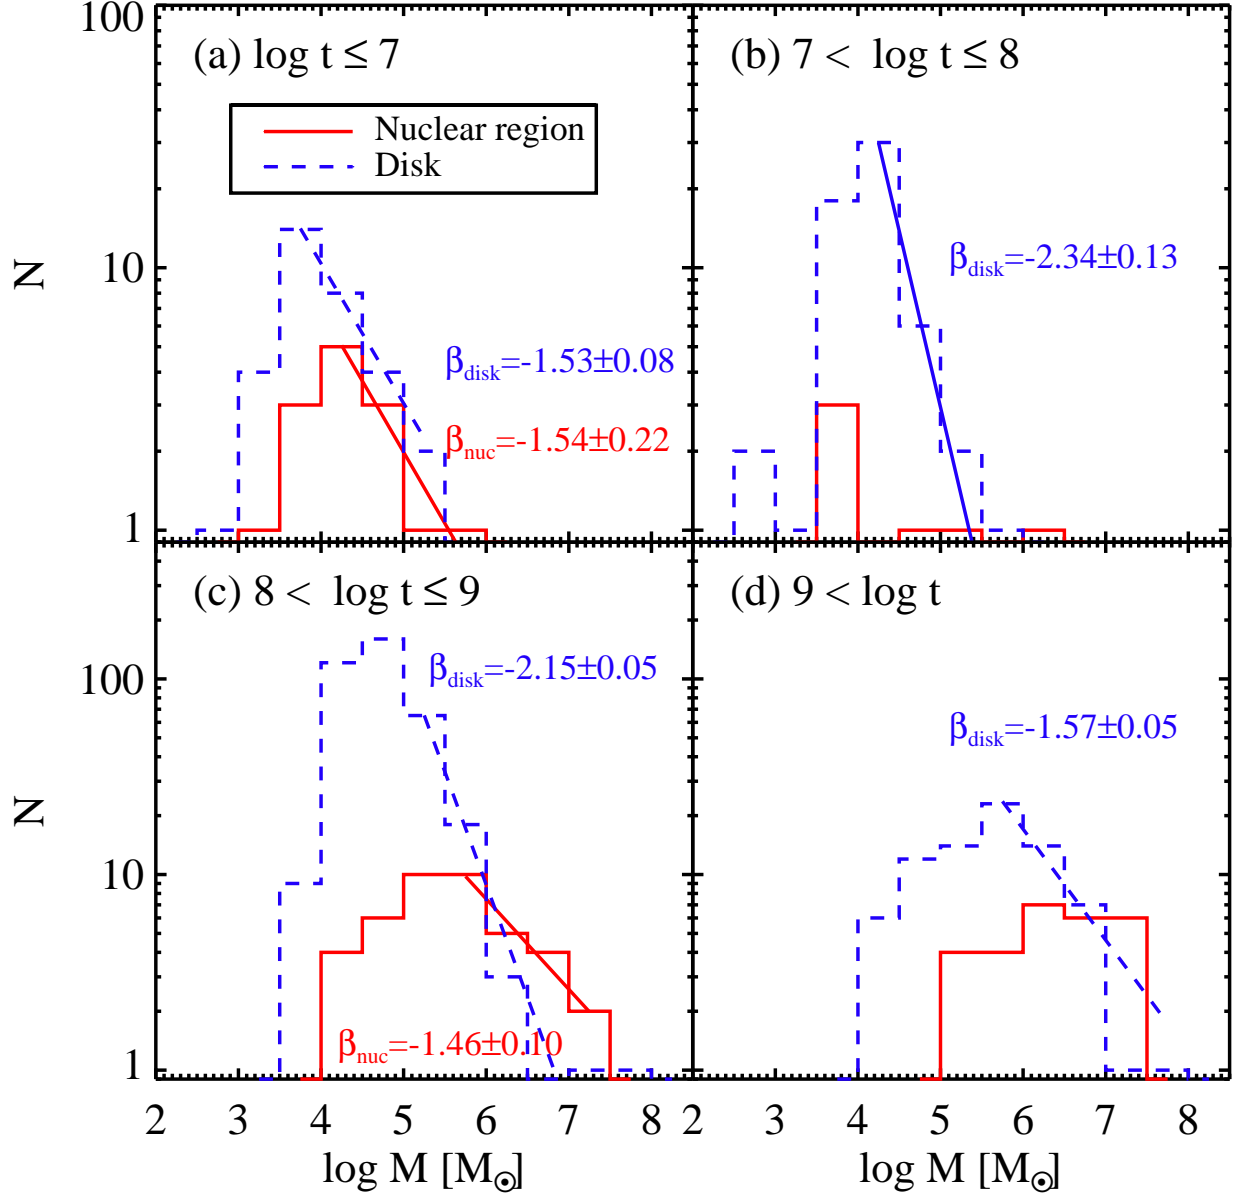 (a) log t ≤ 7
Nuclear region
Disk
β_disk=-1.53±0.08
β_nuc=-1.54±0.22
(b) 7 < log t ≤ 8
β_disk=-2.34±0.13
100
10
1
N
(c) 8 < log t ≤ 9
β_disk=-2.15±0.05
β_nuc=-1.46±0.10
(d) 9 < log t
β_disk=-1.57±0.05
100
10
1
N
2 3 4 5 6 7 2 3 4 5 6 7 8
log M [M☉] log M [M☉]